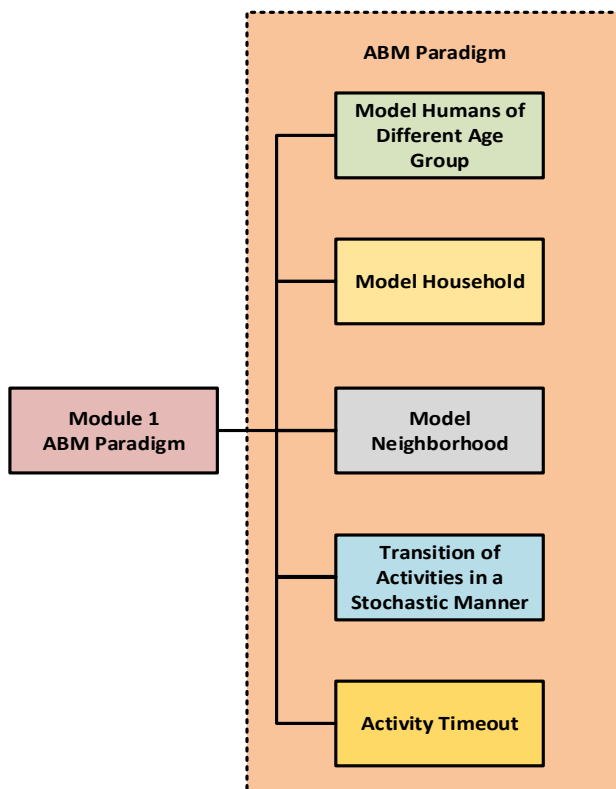 ABM Paradigm
Model Humans of
Different Age
Group
Model Household
Module 1
ABM Paradigm
Model
Neighborhood
Transition of
Activities in a
Stochastic Manner
Activity Timeout